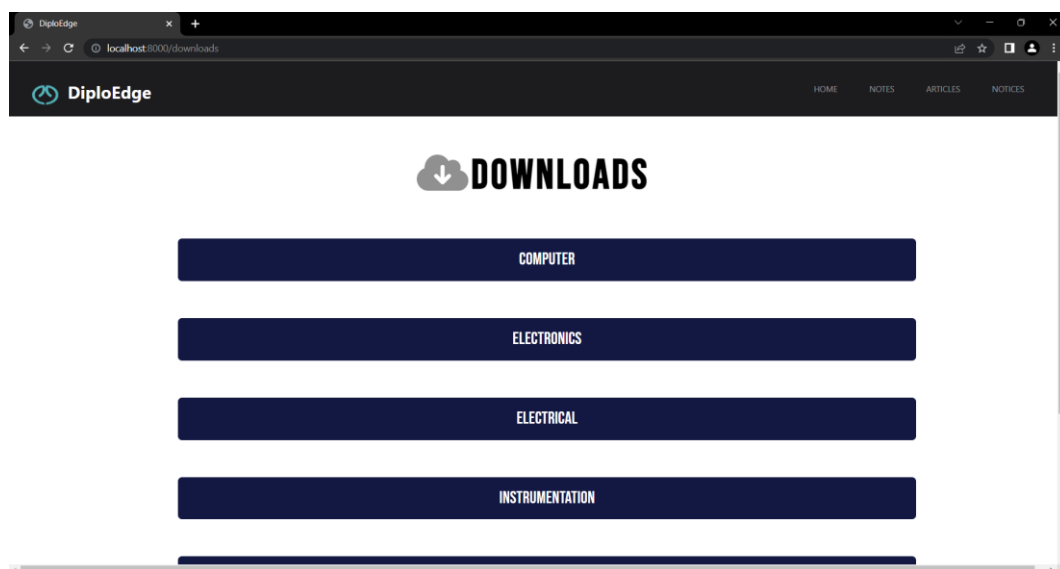 DiploEdge
localhost:8000/downloads
DiploEdge
HOME NOTES ARTICLES NOTICES
DOWNLOADS
COMPUTER
ELECTRONICS
ELECTRICAL
INSTRUMENTATION